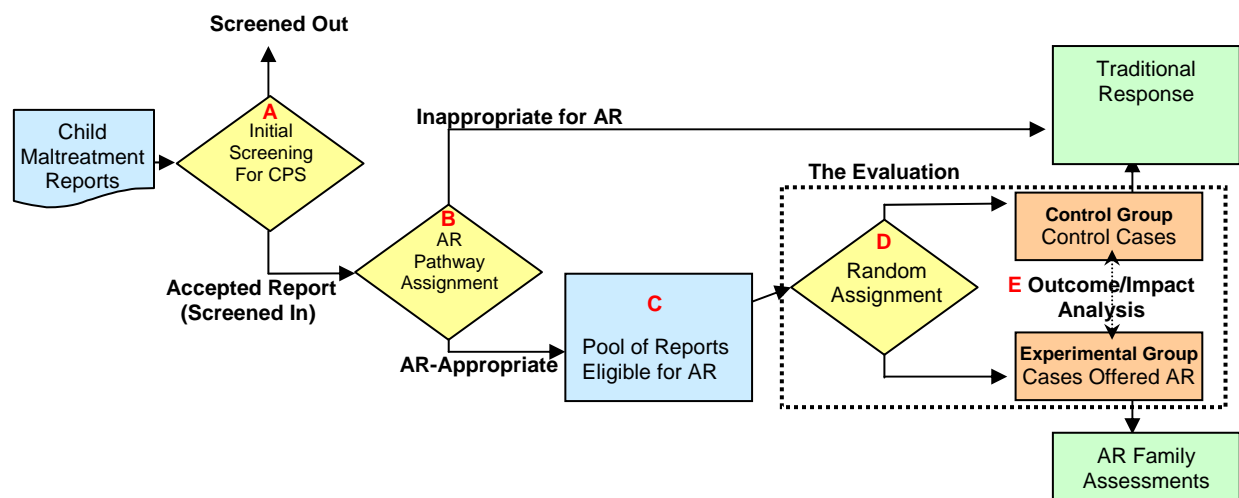 Screened Out
A
Initial
Screening
For CPS
Child
Maltreatment
Reports
Accepted Report
(Screened In)
Inappropriate for AR
B
AR
Pathway
Assignment
AR-Appropriate
C
Pool of Reports
Eligible for AR
The Evaluation
D
Random
Assignment
Traditional
Response
Control Group
Control Cases
E Outcome/Impact
Analysis
Experimental Group
Cases Offered AR
AR Family
Assessments